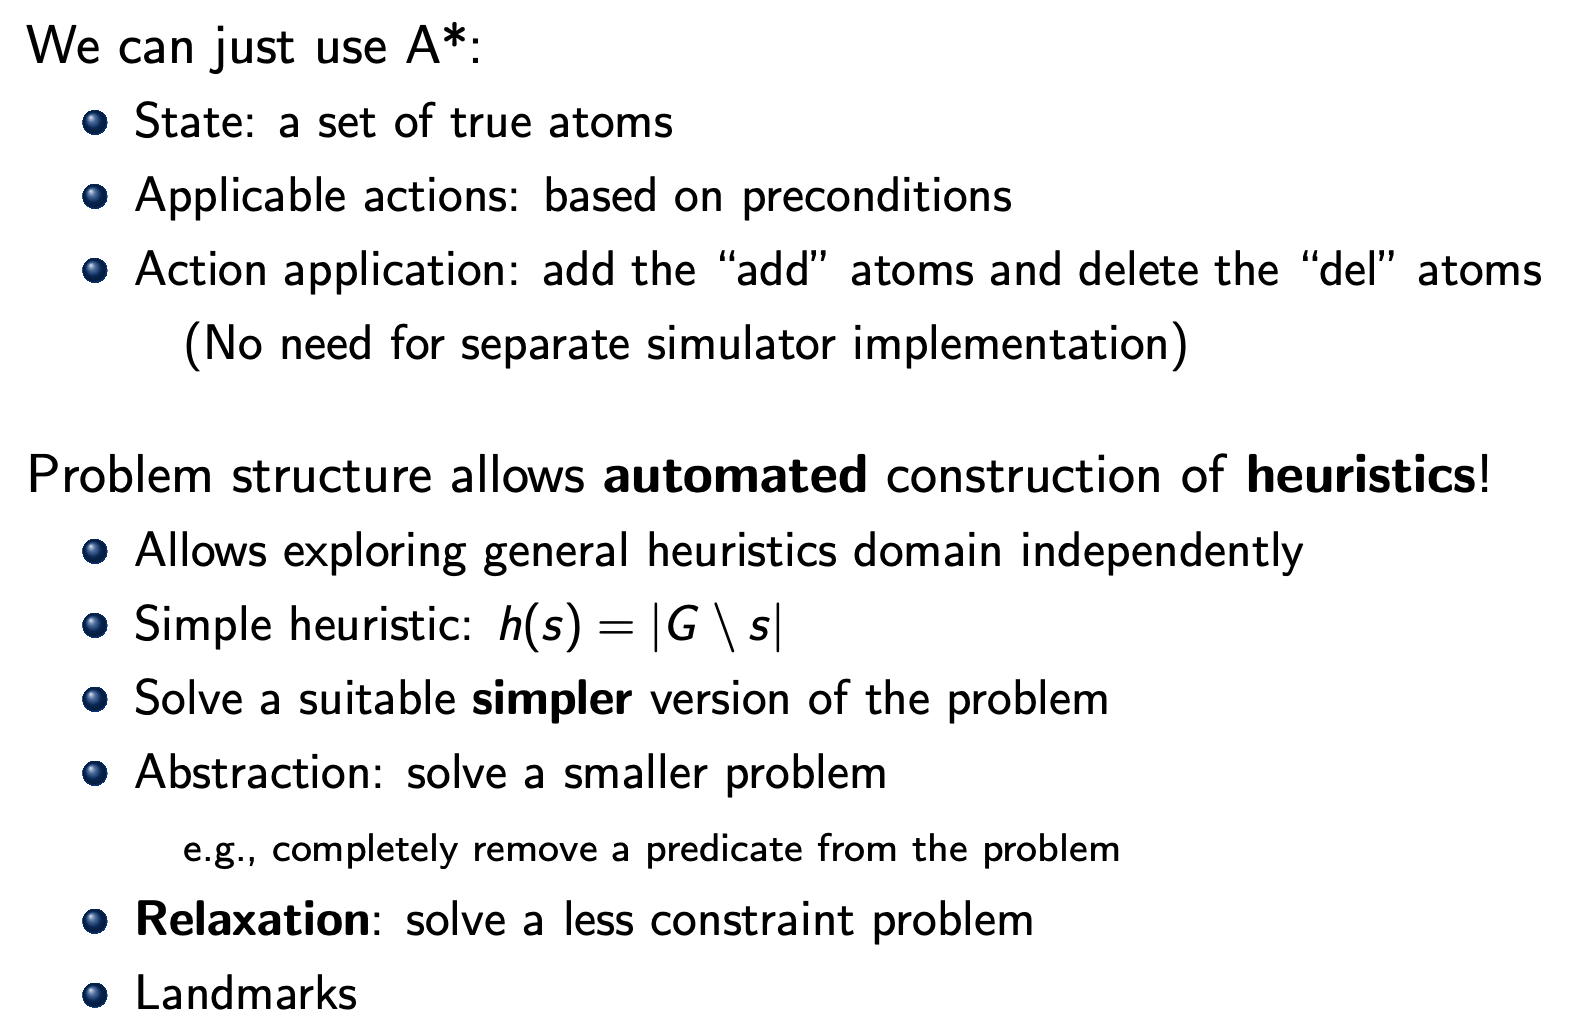 We can just use A*:
State: a set of true atoms
Applicable actions: based on preconditions
Action application: add the “add” atoms and delete the “del” atoms
(No need for separate simulator implementation)
Problem structure allows automated construction of heuristics!
Allows exploring general heuristics domain independently
Simple heuristic: h(s) = |G \ s|
Solve a suitable simpler version of the problem
Abstraction: solve a smaller problem
e.g., completely remove a predicate from the problem
Relaxation: solve a less constraint problem
Landmarks